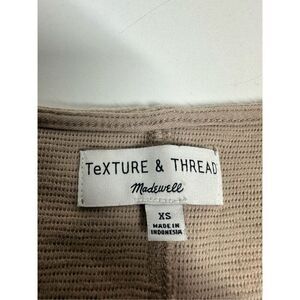 TeXTURE & THREAD
Madewell
XS
MADE IN
INDONESIA